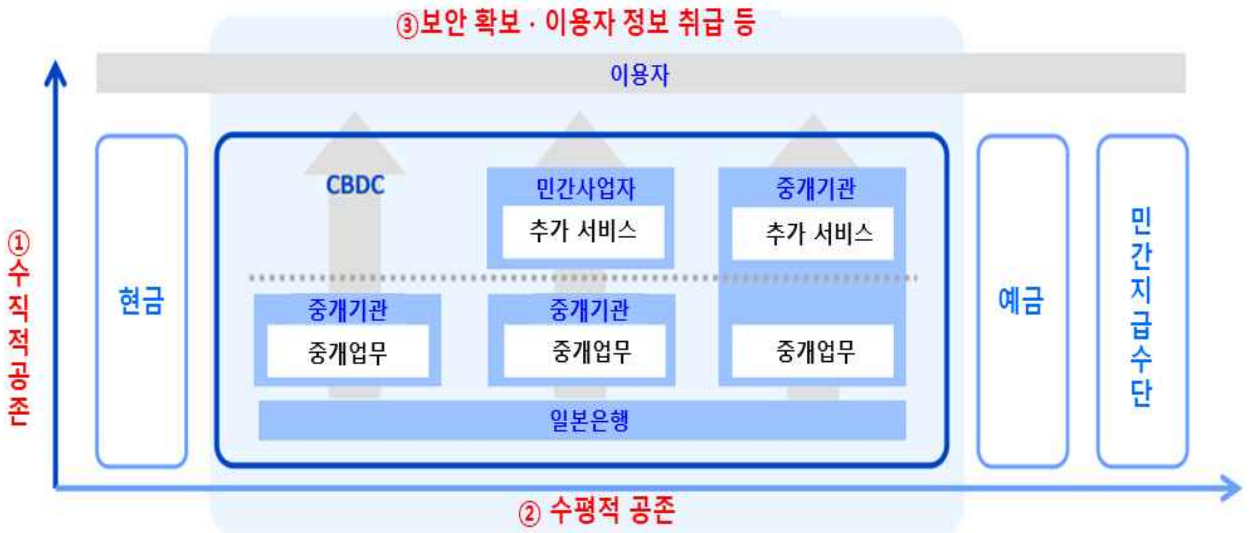 ③보안 확보 · 이용자 정보 취급 등
이용자
①수직적공존
현금
CBDC
민간사업자
추가 서비스
중개기관
추가 서비스
중개기관
중개업무
중개기관
중개업무
중개업무
일본은행
예금
민간지급수단
② 수평적 공존